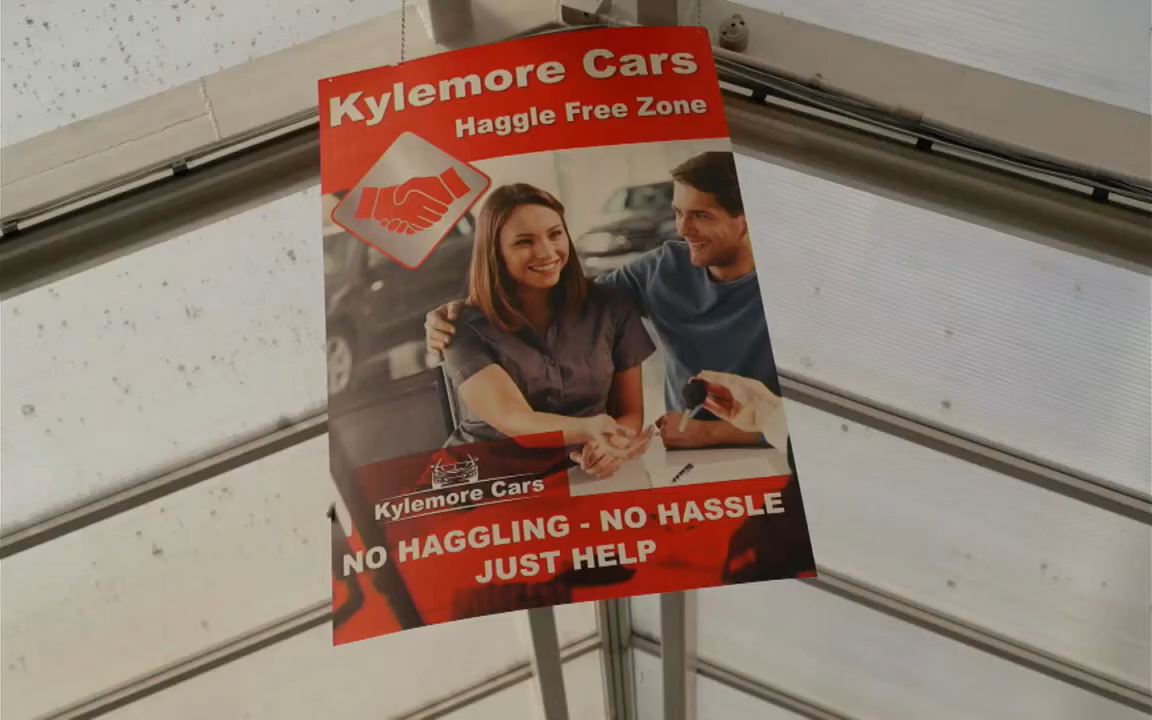 Kylemore Cars
Haggle Free Zone
Kylemore Cars
NO HAGGLING - NO HASSLE
JUST HELP